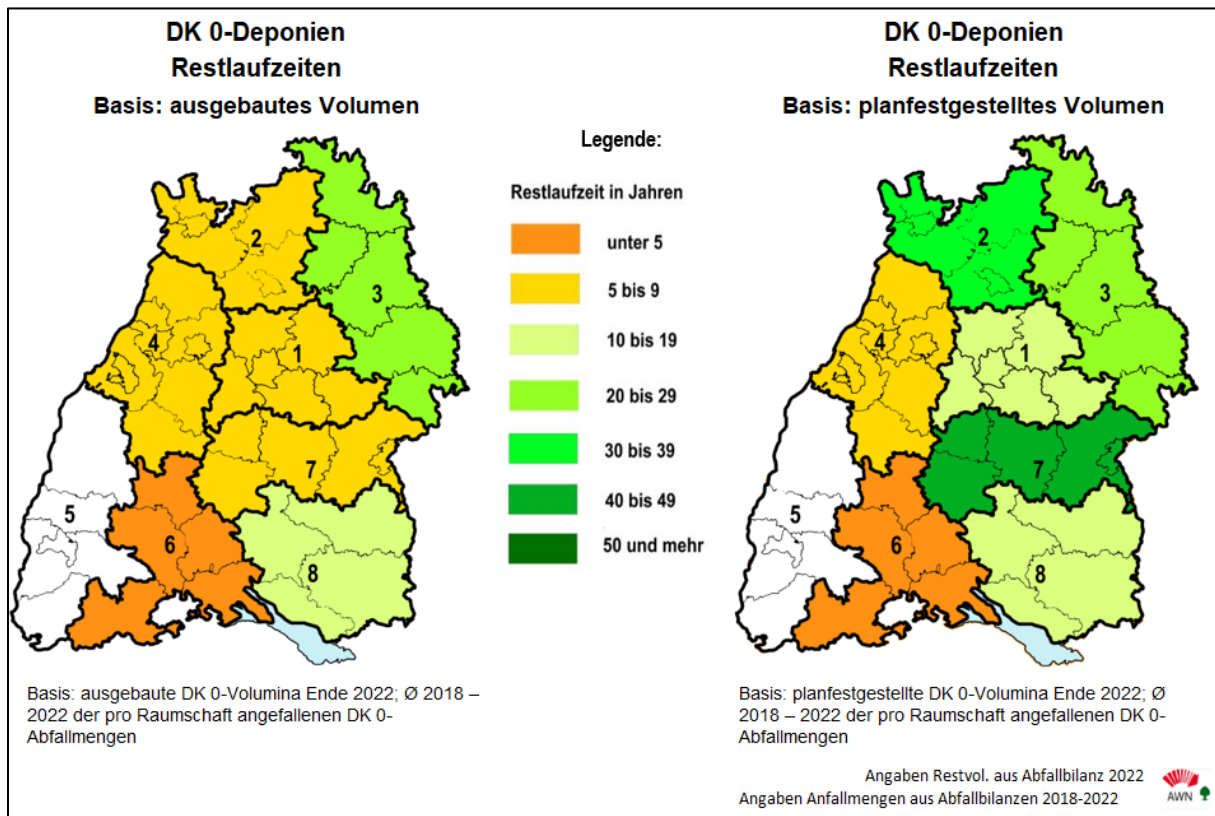 DK 0-Deponien
Restlaufzeiten
Basis: ausgebautes Volumen
2
3
4
1
7
5
6
8
Basis: ausgebaute DK 0-Volumina Ende 2022; Ø 2018 –
2022 der pro Raumschaft angefallenen DK 0-
Abfallmengen
Legende:
Restlaufzeit in Jahren
unter 5
5 bis 9
10 bis 19
20 bis 29
30 bis 39
40 bis 49
50 und mehr
DK 0-Deponien
Restlaufzeiten
Basis: planfestgestelltes Volumen
2
3
4
1
7
5
6
8
Basis: planfestgestellte DK 0-Volumina Ende 2022; Ø
2018 – 2022 der pro Raumschaft angefallenen DK 0-
Abfallmengen
Angaben Restvol. aus Abfallbilanz 2022
Angaben Anfallmengen aus Abfallbilanzen 2018-2022
AWN